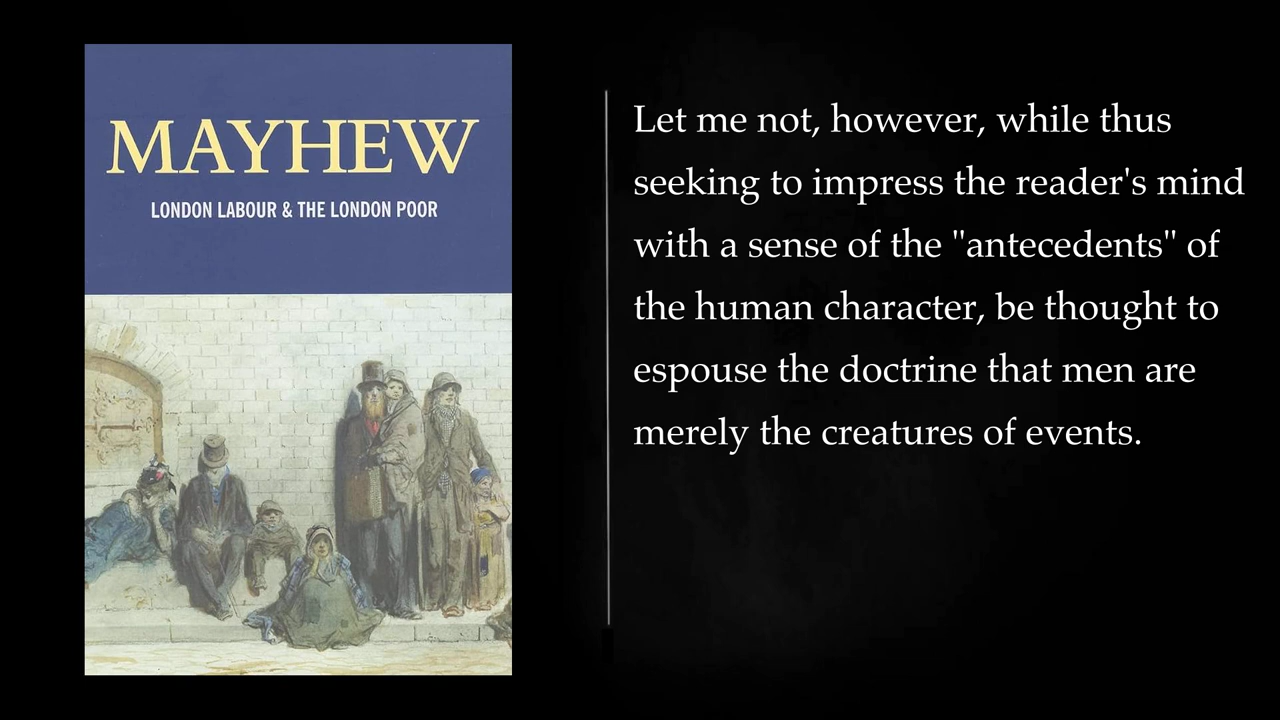 MAYHEW
LONDON LABOUR & THE LONDON POOR
Let me not, however, while thus
seeking to impress the reader's mind
with a sense of the "antecedents" of
the human character, be thought to
espouse the doctrine that men are
merely the creatures of events.